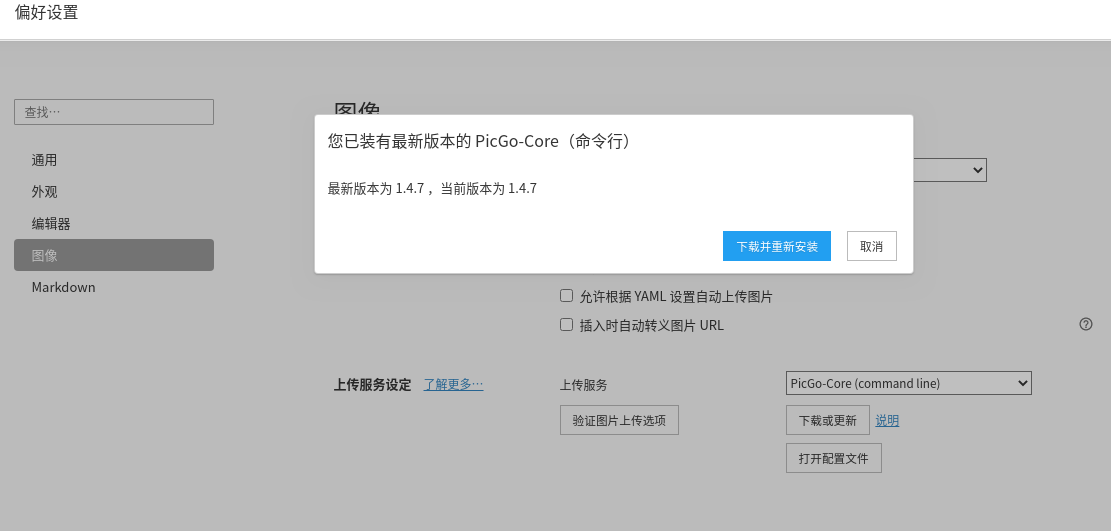 偏好设置
查找…
通用
外观
编辑器
图像
Markdown
图像
您已装有最新版本的 PicGo-Core（命令行）
最新版本为 1.4.7 ，当前版本为 1.4.7
下载并重新安装
取消
允许根据 YAML 设置自动上传图片
插入时自动转义图片 URL
上传服务设定 了解更多…
上传服务
PicGo-Core (command line)
验证图片上传选项
下载或更新 说明
打开配置文件